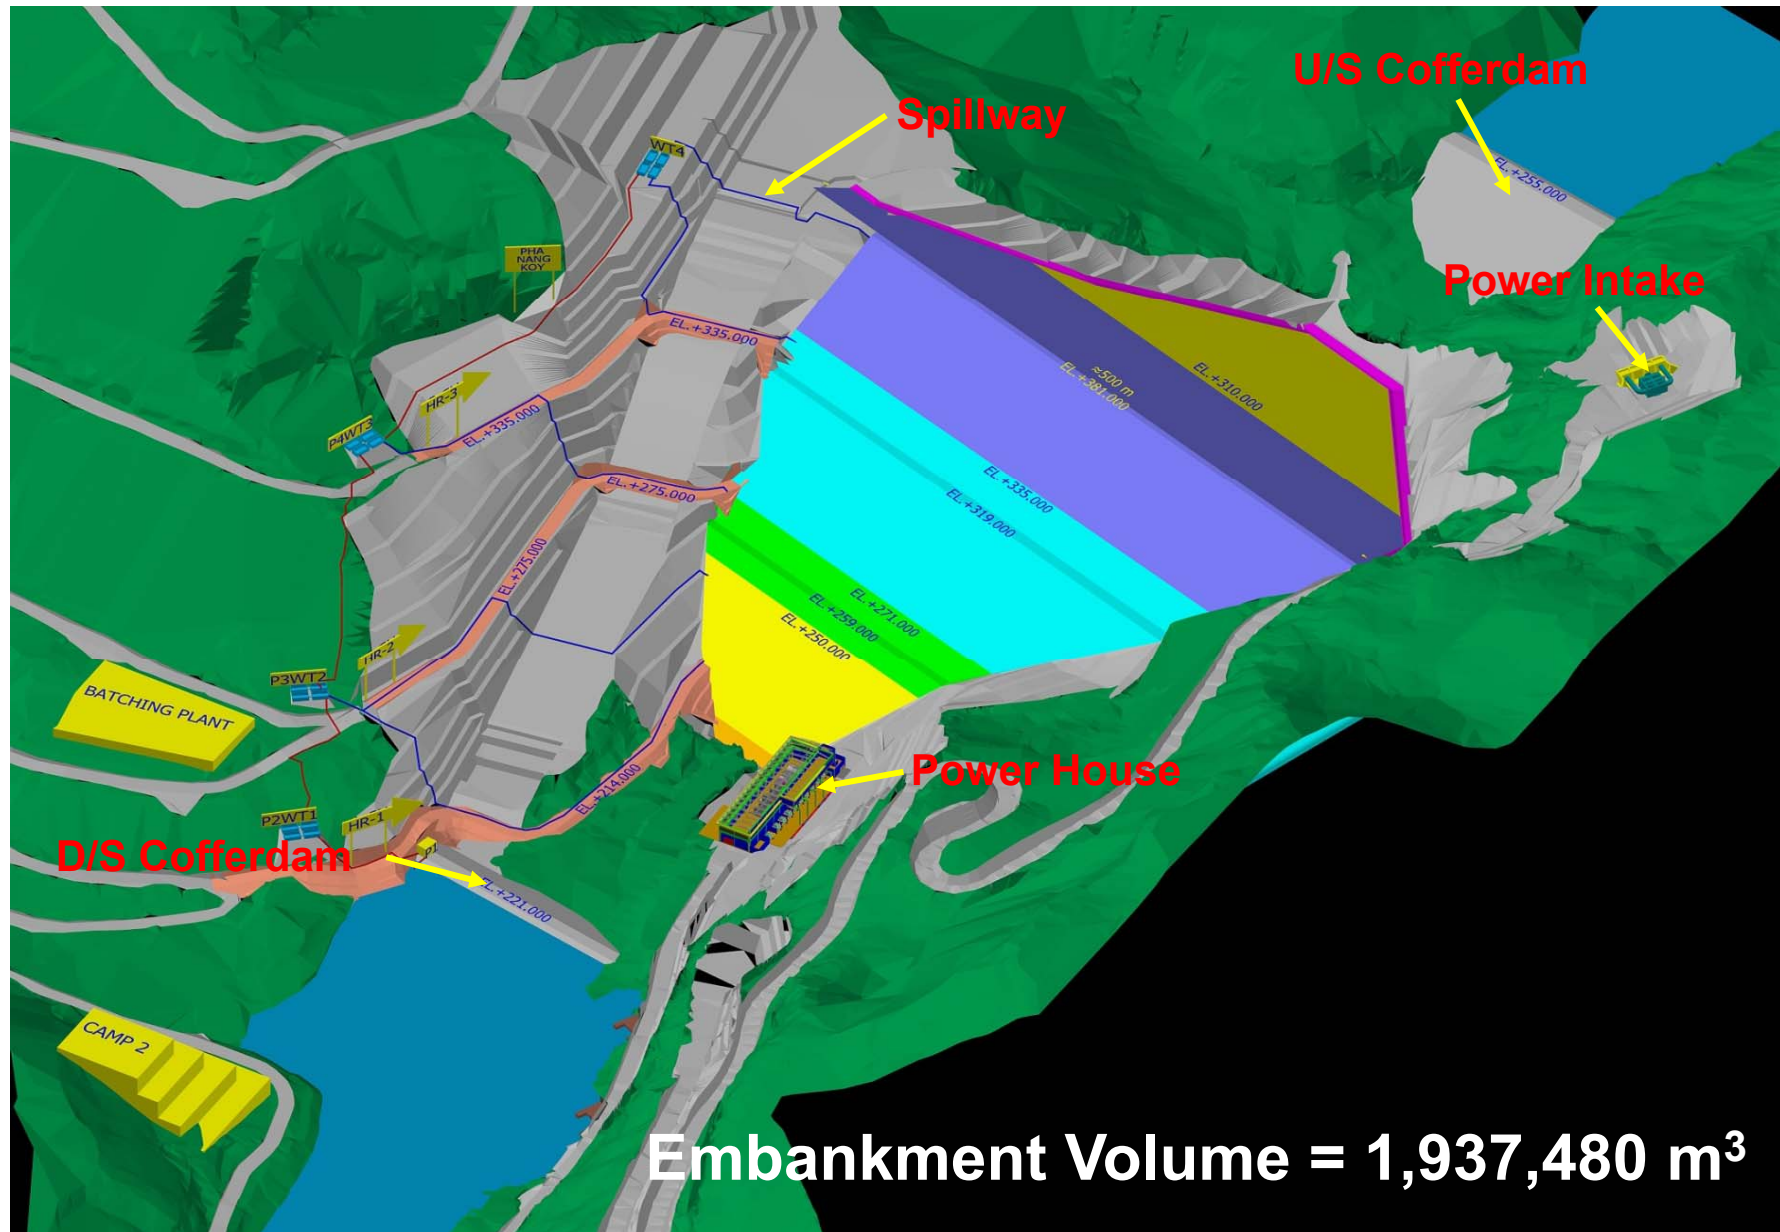 U/S Cofferdam
Spillway
WT4
EL.+255.000
PHA
NANG
KOY
Power Intake
EL.+335.000
≈500 m
EL.+381.000
EL.+310.000
HR-3
P4WT3
EL.+335.000
EL.+275.000
EL.+335.000
EL.+319.000
EL.+275.000
EL.+271.000
EL.+259.000
EL.+250.000
HR-2
P3WT2
BATCHING PLANT
Power House
EL.+214.000
P2WT1
HR-1
P1
D/S Cofferdam
EL.+221.000
CAMP 2
Embankment Volume = 1,937,480 m³